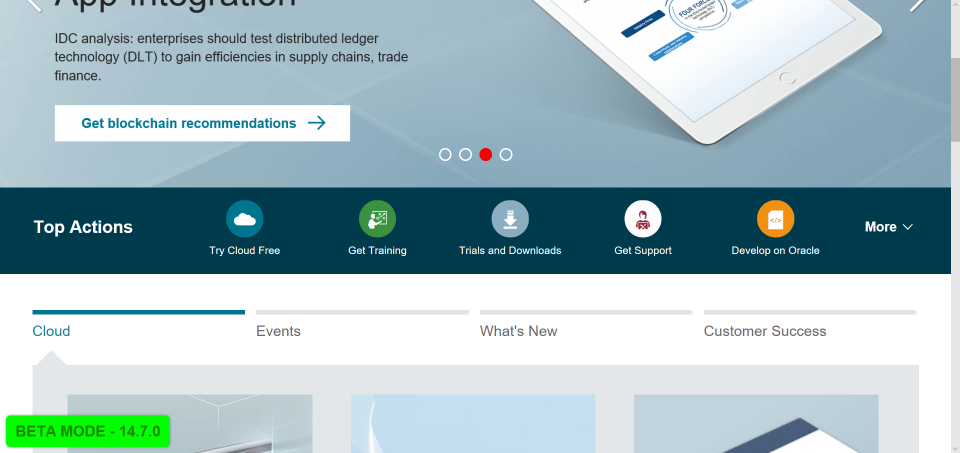 App Integration
IDC analysis: enterprises should test distributed ledger
technology (DLT) to gain efficiencies in supply chains, trade
finance.
Get blockchain recommendations
FOUR FORCES
Top Actions
Try Cloud Free
Get Training
Trials and Downloads
Get Support
Develop on Oracle
More
Cloud
Events
What's New
Customer Success
BETA MODE - 14.7.0